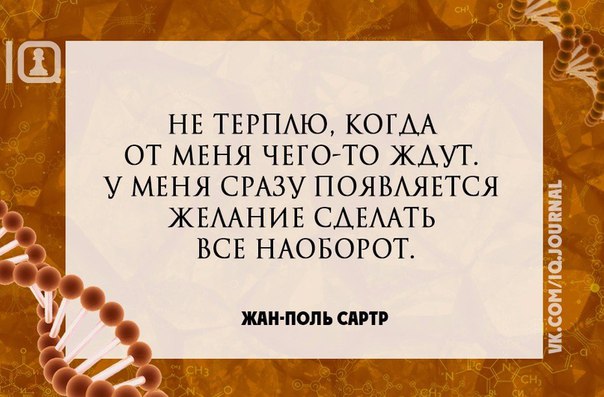 IQ
НЕ ТЕРПЛЮ, КОГДА
ОТ МЕНЯ ЧЕГО-ТО ЖДУТ.
У МЕНЯ СРАЗУ ПОЯВЛЯЕТСЯ
ЖЕЛАНИЕ СДЕЛАТЬ
ВСЕ НАОБОРОТ.
ЖАН-ПОЛЬ САРТР
VK.COM/IQJOURNAL